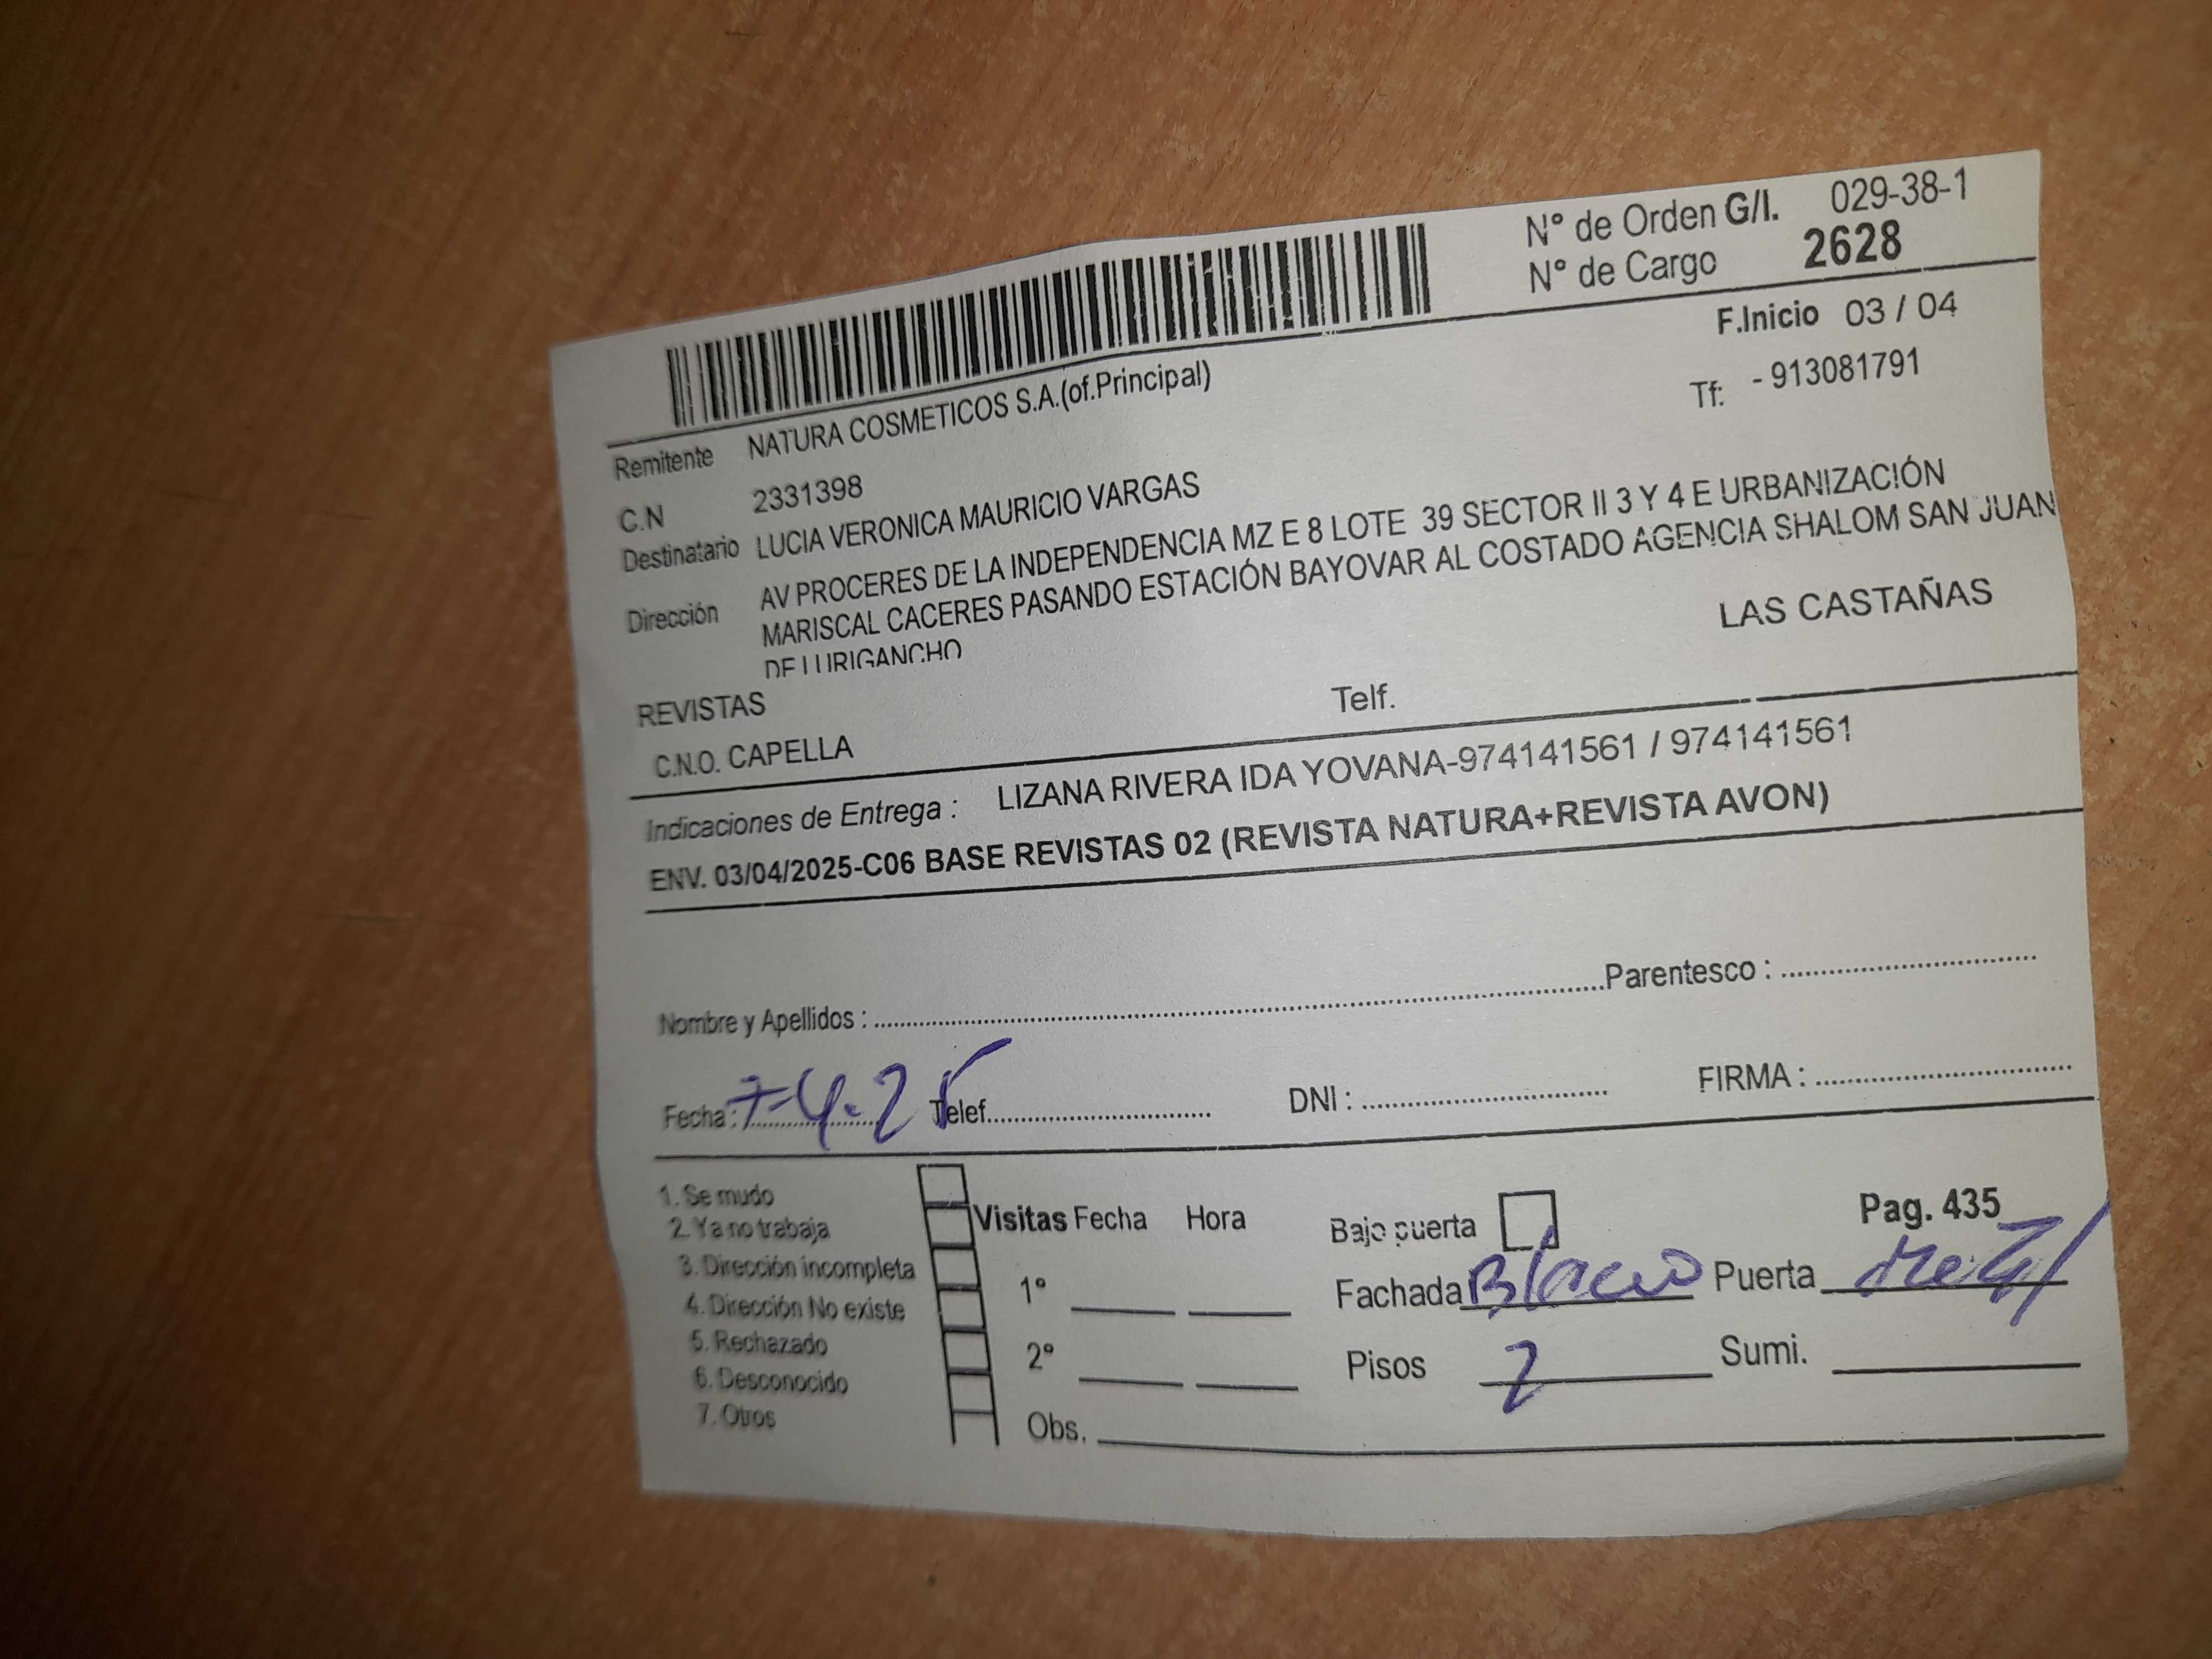 Nº de Orden G/I. 029-38-1
Nº de Cargo 2628
F.Inicio 03 / 04
Remitente NATURA COSMETICOS S.A.(of.Principal)
Tf: - 913081791
C.N 2331398
Destinatario LUCIA VERONICA MAURICIO VARGAS
Dirección AV PROCERES DE LA INDEPENDENCIA MZ E 8 LOTE 39 SECTOR II 3 Y 4 E URBANIZACIÓN
MARISCAL CACERES PASANDO ESTACIÓN BAYOVAR AL COSTADO AGENCIA SHALOM SAN JUAN
DE LURIGANCHO
LAS CASTAÑAS
REVISTAS
Telf.
C.N.O. CAPELLA
Indicaciones de Entrega : LIZANA RIVERA IDA YOVANA-974141561 / 974141561
ENV. 03/04/2025-C06 BASE REVISTAS 02 (REVISTA NATURA+REVISTA AVON)
Nombre y Apellidos : Parentesco :
Fecha : 7-4-25 Telef. DNI : FIRMA :
1. Se mudo
2. Ya no trabaja
3. Dirección incompleta
4. Dirección No existe
5. Rechazado
6. Desconocido
7. Otros
Visitas Fecha Hora
1º
2º
Obs.
Bajo puerta
Pag. 435
Fachada Blanco Puerta metal
Pisos 2 Sumi.